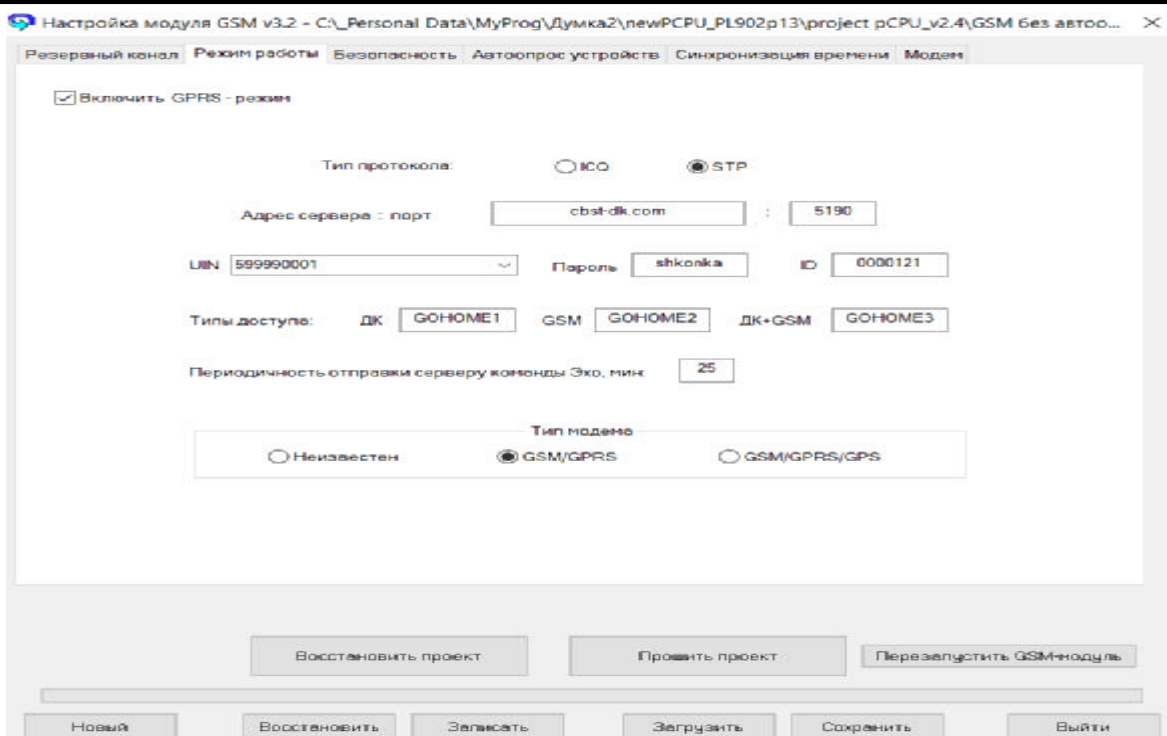 Настройка модуля GSM v3.2 - C:\_Personal Data\MyProg\Думка2\newPCPU_PL902p13\project pCPU_v2.4\GSM без автоо...
Резервный канал Режим работы Безопасность Автоопрос устройств Синхронизация времени Модем
Включить GPRS - режим
Тип протокола: ICQ STP
Адрес сервера : порт cbst-dk.com : 5190
UIN 599990001 Пароль shkonka ID 0000121
Типы доступа: ДК GOHOME1 GSM GOHOME2 ДК+GSM GOHOME3
Периодичность отправки серверу команды Эхо, мин: 25
Тип модема
Неизвестен GSM/GPRS GSM/GPRS/GPS
Восстановить проект Прошить проект Перезапустить GSM-модуль
Новый Восстановить Записать Загрузить Сохранить Выйти